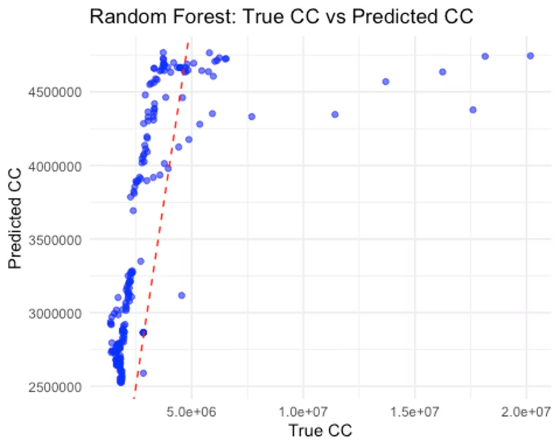 Random Forest: True CC vs Predicted CC
Predicted CC
4500000
4000000
3500000
3000000
2500000
5.0e+06 1.0e+07 1.5e+07 2.0e+07
True CC